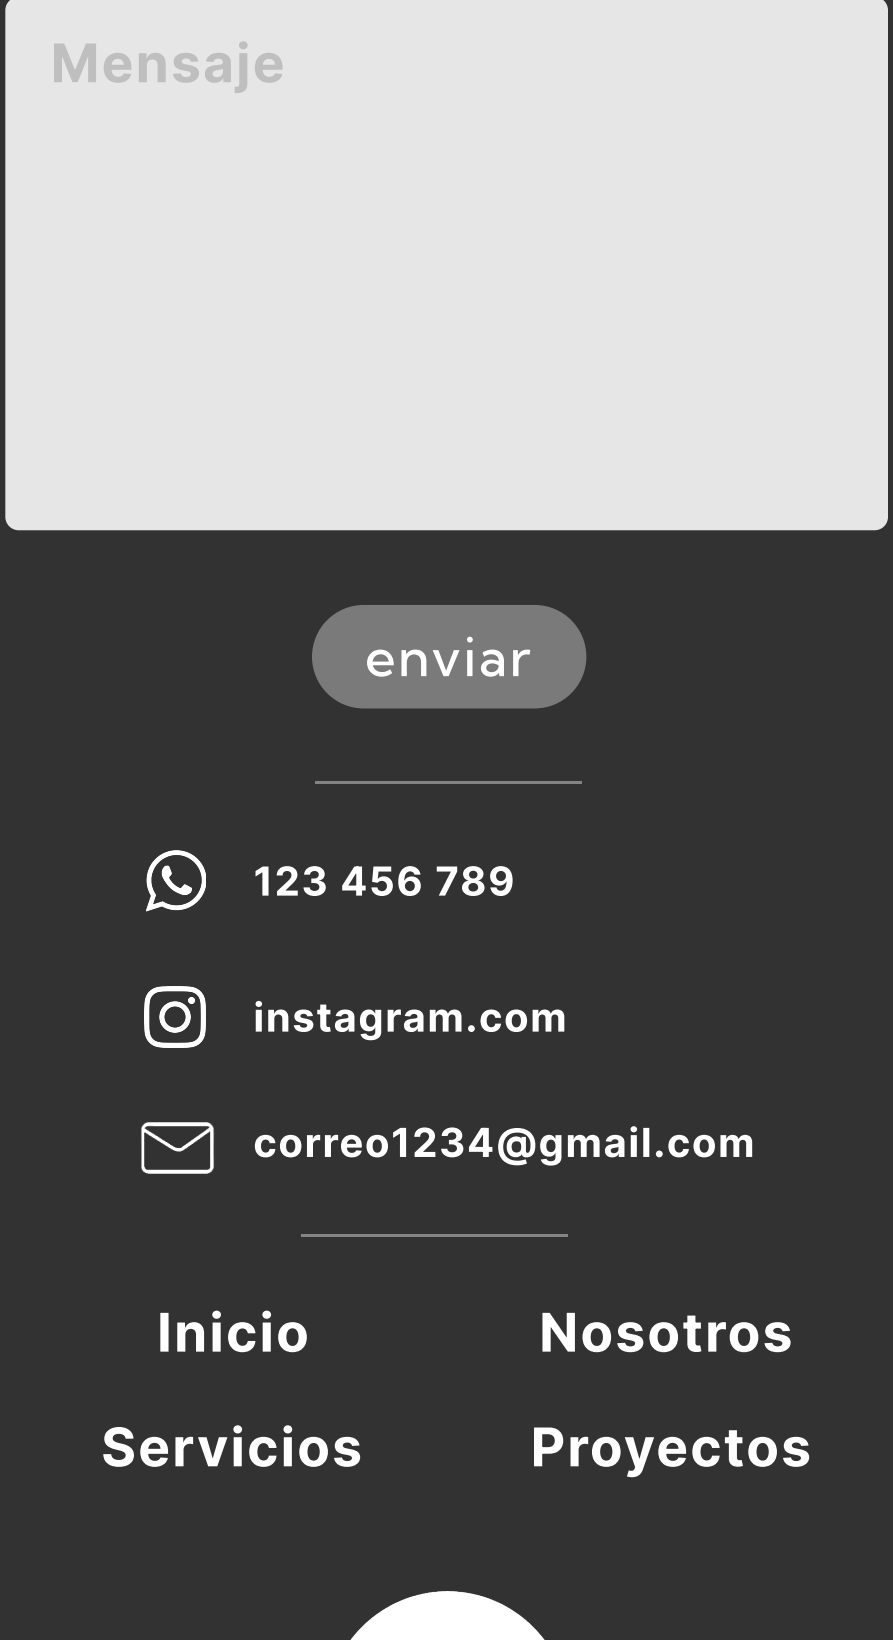 Mensaje
enviar
123 456 789
instagram.com
correo1234@gmail.com
Inicio
Nosotros
Servicios
Proyectos